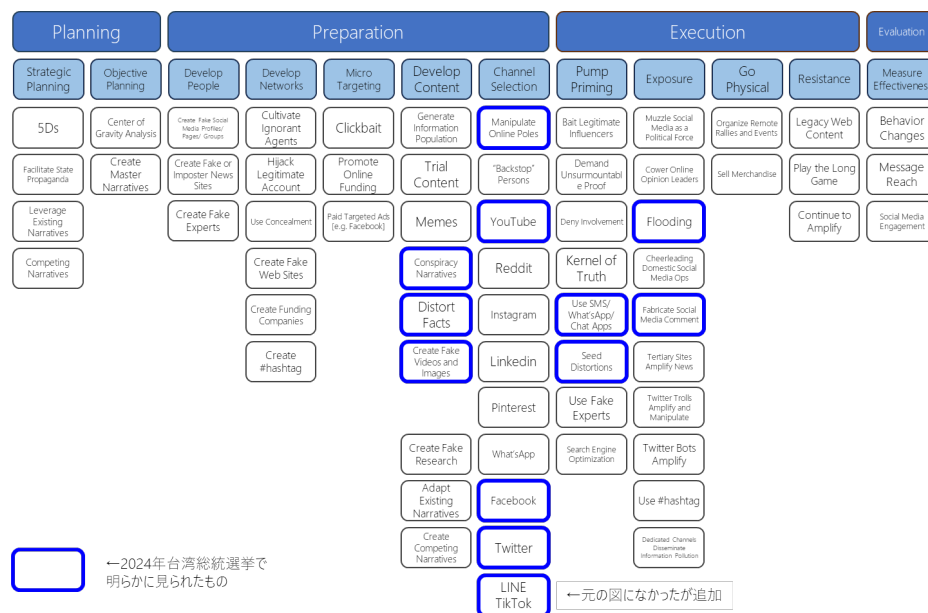 Planning
Preparation
Execution
Evaluation
Strategic
Planning
Objective
Planning
Develop
People
Develop
Networks
Micro
Targeting
Develop
Content
Channel
Selection
Pump
Priming
Exposure
Go
Physical
Resistance
Measure
Effectivenes
5Ds
Facilitate State
Propaganda
Leverage
Existing
Narratives
Competing
Narratives
Center of
Gravity Analysis
Create
Master
Narratives
Create Fake Social
Media Profiles/
Pages/ Groups
Create Fake or
Imposter News
Sites
Create Fake
Experts
Cultivate
Ignorant
Agents
Hijack
Legitimate
Account
Use Concealment
Create Fake
Web Sites
Create Funding
Companies
Create
#hashtag
Clickbait
Promote
Online
Funding
Paid Targeted Ads
[e.g. Facebook]
Generate
Information
Population
Trial
Content
Memes
Conspiracy
Narratives
Distort
Facts
Create Fake
Videos and
Images
Create Fake
Research
Adapt
Existing
Narratives
Create
Competing
Narratives
Manipulate
Online Poles
"Backstop"
Persons
YouTube
Reddit
Instagram
Linkedin
Pinterest
What'sApp
Facebook
Twitter
LINE
TikTok
Bait Legitimate
Influencers
Demand
Unsurmountabl
e Proof
Deny Involvement
Kernel of
Truth
Use SMS/
What'sApp/
Chat Apps
Seed
Distortions
Use Fake
Experts
Search Engine
Optimization
Muzzle Social
Media as a
Political Force
Cower Online
Opinion Leaders
Flooding
Cheerleading
Domestic Social
Media Ops
Fabricate Social
Media Comment
Tertiary Sites
Amplify News
Twitter Trolls
Amplify and
Manipulate
Twitter Bots
Amplify
Use #hashtag
Dedicated Channels
Disseminate
Information Pollution
Organize Remote
Rallies and Events
Sell Merchandise
Legacy Web
Content
Play the Long
Game
Continue to
Amplify
Behavior
Changes
Message
Reach
Social Media
Engagement
←2024年台湾総統選挙で
明らかに見られたもの
←元の図になかったが追加